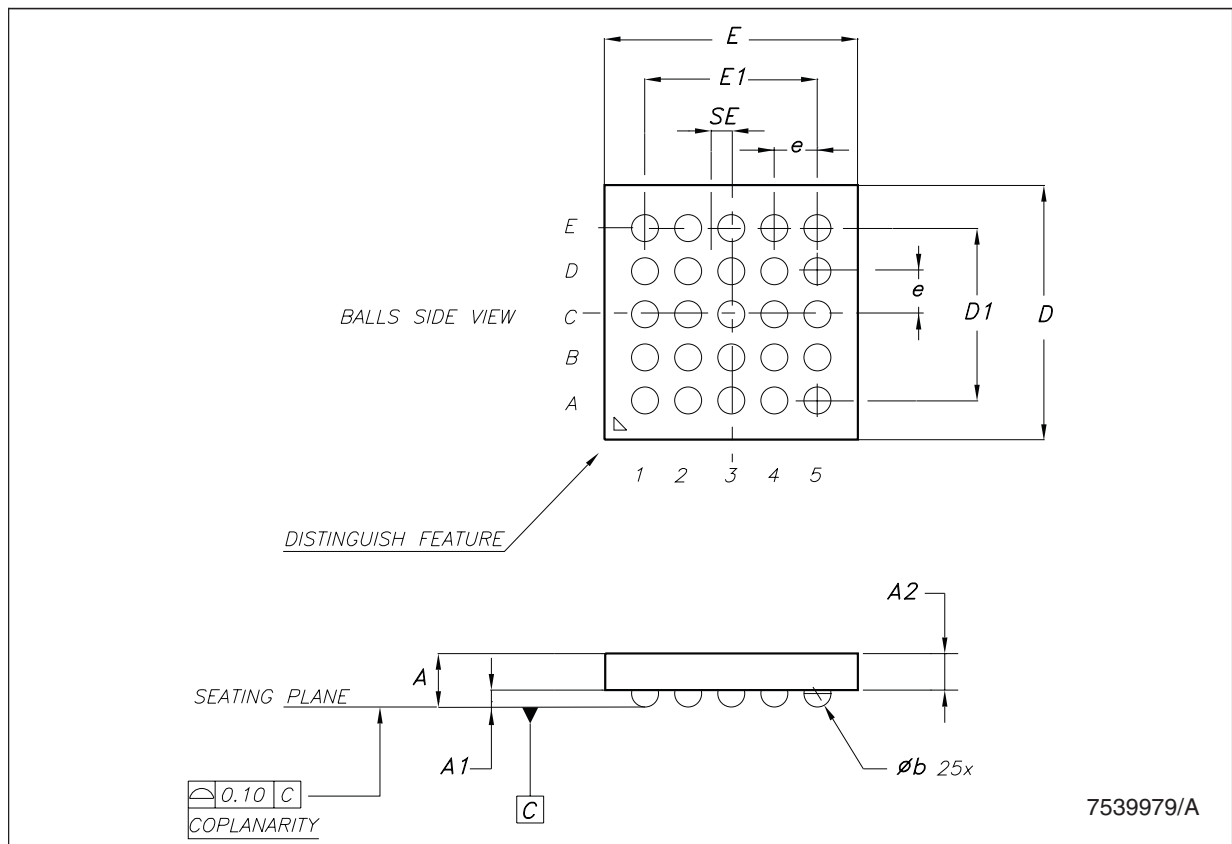 E
E1
SE
e
E
D
e
BALLS SIDE VIEW
C
D1
D
B
A
1 2 3 4 5
DISTINGUISH FEATURE
A2
A
SEATING PLANE
A1
øb 25x
0.10 C
C
COPLANARITY
7539979/A